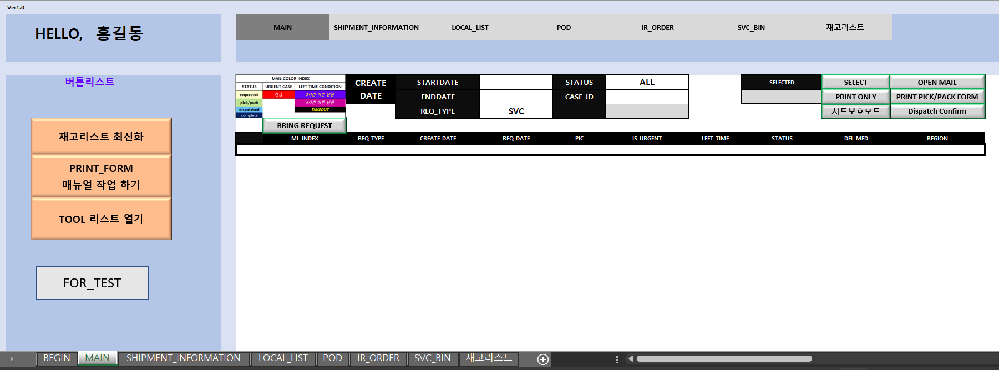 Ver1.0
HELLO, 홍길동
MAIN SHIPMENT_INFORMATION LOCAL_LIST POD IR_ORDER SVC_BIN 재고리스트
버튼리스트
재고리스트 최신화
PRINT_FORM
매뉴얼 작업 하기
TOOL 리스트 열기
FOR_TEST
MAIL COLOR INDEX
STATUS URGENT CASE LEFT TIME CONDITION
requested 긴급 2시간 미만 남음
pick/pack 4시간 미만 남음
dispatched TIMEOUT
complete
CREATE
DATE
STARTDATE STATUS ALL
ENDDATE CASE_ID
REQ_TYPE SVC
SELECTED SELECT OPEN MAIL
PRINT ONLY PRINT PICK/PACK FORM
시트보호모드 Dispatch Confirm
BRING REQUEST
ML_INDEX REQ_TYPE CREATE_DATE REQ_DATE PIC IS_URGENT LEFT_TIME STATUS DEL_MED REGION
BEGIN MAIN SHIPMENT_INFORMATION LOCAL_LIST POD IR_ORDER SVC_BIN 재고리스트